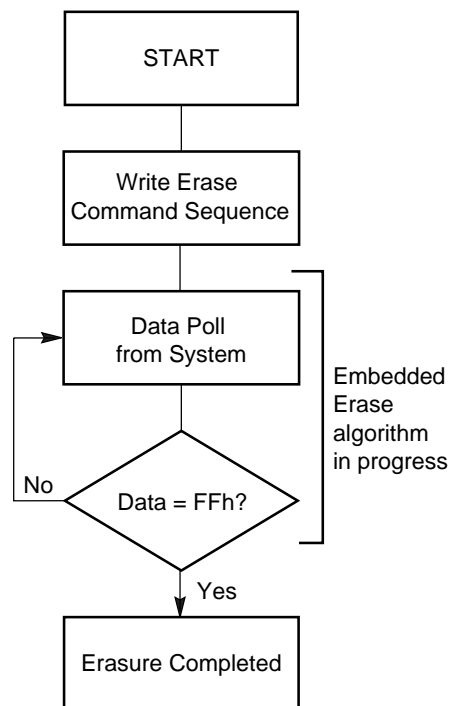 START
Write Erase
Command Sequence
Data Poll
from System
Embedded
Erase
algorithm
in progress
No
Data = FFh?
Yes
Erasure Completed